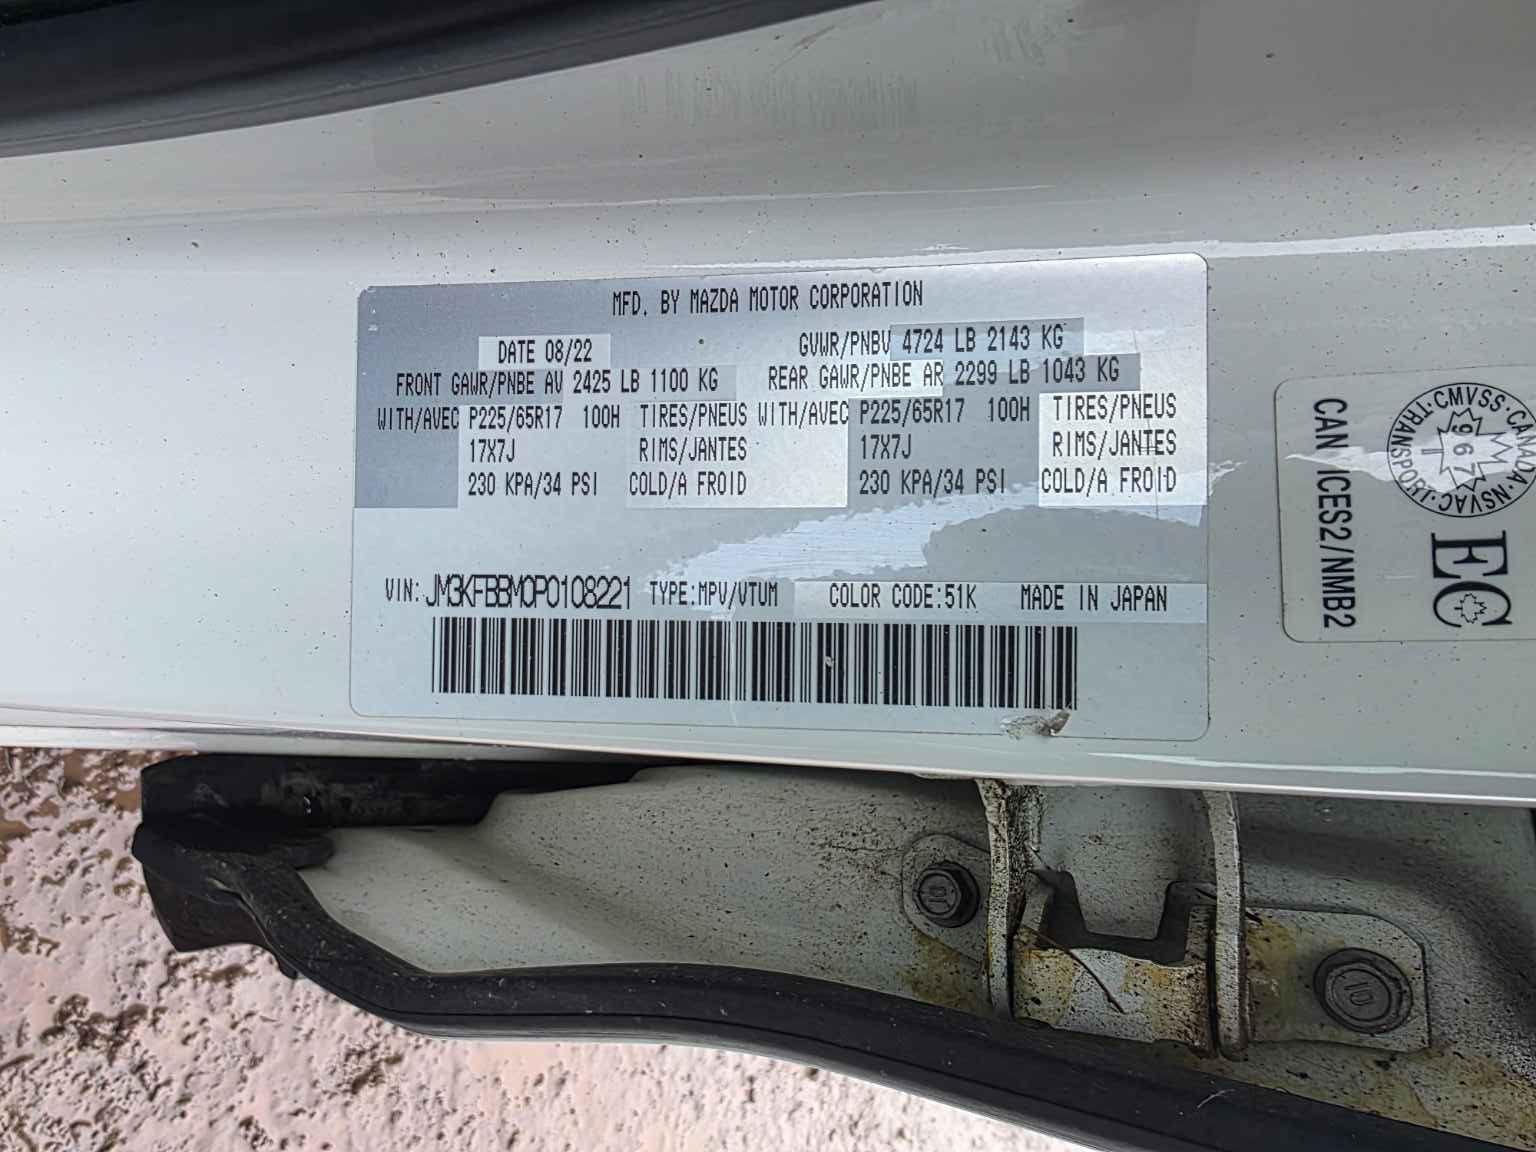 MFD. BY MAZDA MOTOR CORPORATION
DATE 08/22 GVWR/PNBV 4724 LB 2143 KG
FRONT GAWR/PNBE AV 2425 LB 1100 KG REAR GAWR/PNBE AR 2299 LB 1043 KG
WITH/AVEC P225/65R17 100H TIRES/PNEUS WITH/AVEC P225/65R17 100H TIRES/PNEUS
17X7J RIMS/JANTES 17X7J RIMS/JANTES
230 KPA/34 PSI COLD/A FROID 230 KPA/34 PSI COLD/A FROID
VIN: JM3KFBBM0P0108221 TYPE:MPV/VTUM COLOR CODE:51K MADE IN JAPAN
CAN ICES2/NMB2
TRANSPORT·CMVSS·CANADA·NSVAC·
EC
10
10